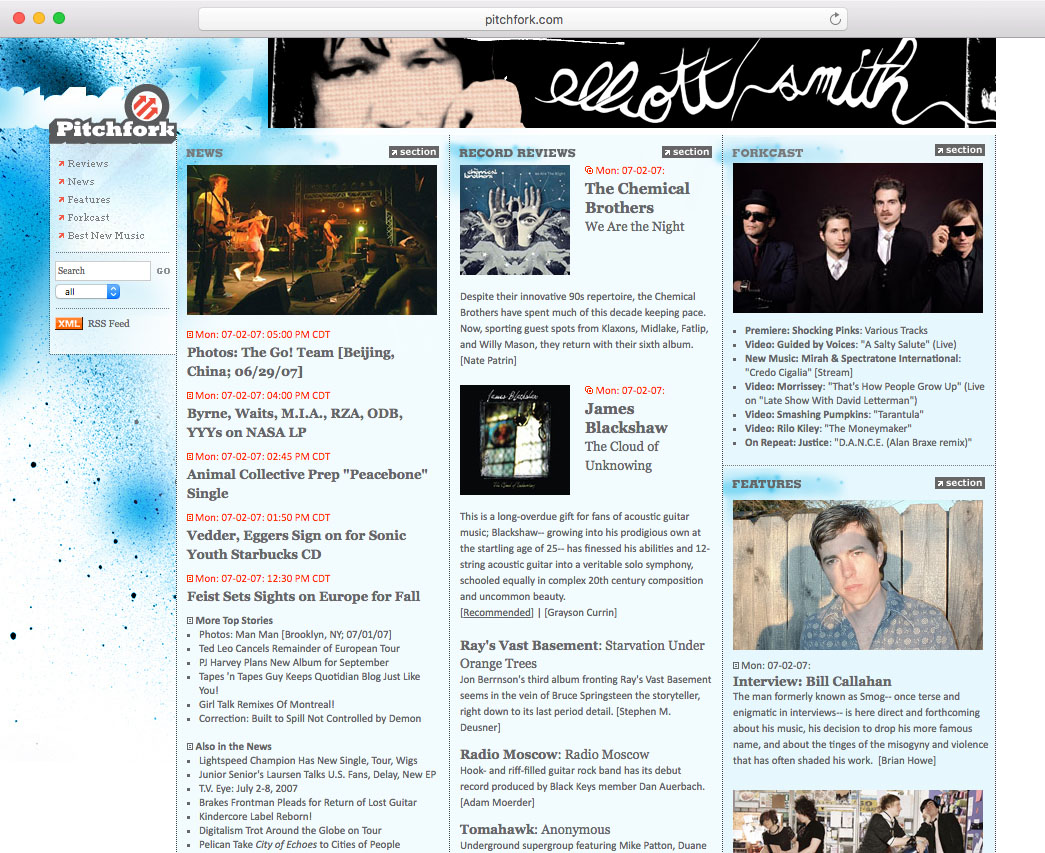 pitchfork.com
elliott smith
Pitchfork
Reviews
News
Features
Forkcast
Best New Music
Search
GO
all
XML RSS Feed
NEWS
section
Mon: 07-02-07: 05:00 PM CDT
Photos: The Go! Team [Beijing,
China; 06/29/07]
Mon: 07-02-07: 04:00 PM CDT
Byrne, Waits, M.I.A., RZA, ODB,
YYYs on NASA LP
Mon: 07-02-07: 02:45 PM CDT
Animal Collective Prep "Peacebone"
Single
Mon: 07-02-07: 01:50 PM CDT
Vedder, Eggers Sign on for Sonic
Youth Starbucks CD
Mon: 07-02-07: 12:30 PM CDT
Feist Sets Sights on Europe for Fall
More Top Stories
Photos: Man Man [Brooklyn, NY; 07/01/07]
Ted Leo Cancels Remainder of European Tour
PJ Harvey Plans New Album for September
Tapes 'n Tapes Guy Keeps Quotidian Blog Just Like
You!
Girl Talk Remixes Of Montreal!
Correction: Built to Spill Not Controlled by Demon
Also in the News
Lightspeed Champion Has New Single, Tour, Wigs
Junior Senior's Laursen Talks U.S. Fans, Delay, New EP
T.V. Eye: July 2-8, 2007
Brakes Frontman Pleads for Return of Lost Guitar
Kindercore Label Reborn!
Digitalism Trot Around the Globe on Tour
Pelican Take City of Echoes to Cities of People
RECORD REVIEWS
section
the chemical
brothers
We Are The Night
Mon: 07-02-07:
The Chemical
Brothers
We Are the Night
Despite their innovative 90s repertoire, the Chemical
Brothers have spent much of this decade keeping pace.
Now, sporting guest spots from Klaxons, Midlake, Fatlip,
and Willy Mason, they return with their sixth album.
[Nate Patrin]
James Blackshaw
The Cloud of Unknowing
Mon: 07-02-07:
James
Blackshaw
The Cloud of
Unknowing
This is a long-overdue gift for fans of acoustic guitar
music; Blackshaw-- growing into his prodigious own at
the startling age of 25-- has finessed his abilities and 12-
string acoustic guitar into a veritable solo symphony,
schooled equally in complex 20th century composition
and uncommon beauty.
[Recommended] | [Grayson Currin]
Ray's Vast Basement: Starvation Under
Orange Trees
Jon Berrnson's third album fronting Ray's Vast Basement
seems in the vein of Bruce Springsteen the storyteller,
right down to its last period detail. [Stephen M.
Deusner]
Radio Moscow: Radio Moscow
Hook- and riff-filled guitar rock band has its debut
record produced by Black Keys member Dan Auerbach.
[Adam Moerder]
Tomahawk: Anonymous
Underground supergroup featuring Mike Patton, Duane
FORKCAST
section
Premiere: Shocking Pinks: Various Tracks
Video: Guided by Voices: "A Salty Salute" (Live)
New Music: Mirah & Spectratone International:
"Credo Cigalia" [Stream]
Video: Morrissey: "That's How People Grow Up" (Live
on "Late Show With David Letterman")
Video: Smashing Pumpkins: "Tarantula"
Video: Rilo Kiley: "The Moneymaker"
On Repeat: Justice: "D.A.N.C.E. (Alan Braxe remix)"
FEATURES
section
Mon: 07-02-07:
Interview: Bill Callahan
The man formerly known as Smog-- once terse and
enigmatic in interviews-- is here direct and forthcoming
about his music, his decision to drop his more famous
name, and about the tinges of the misogyny and violence
that has often shaded his work. [Brian Howe]